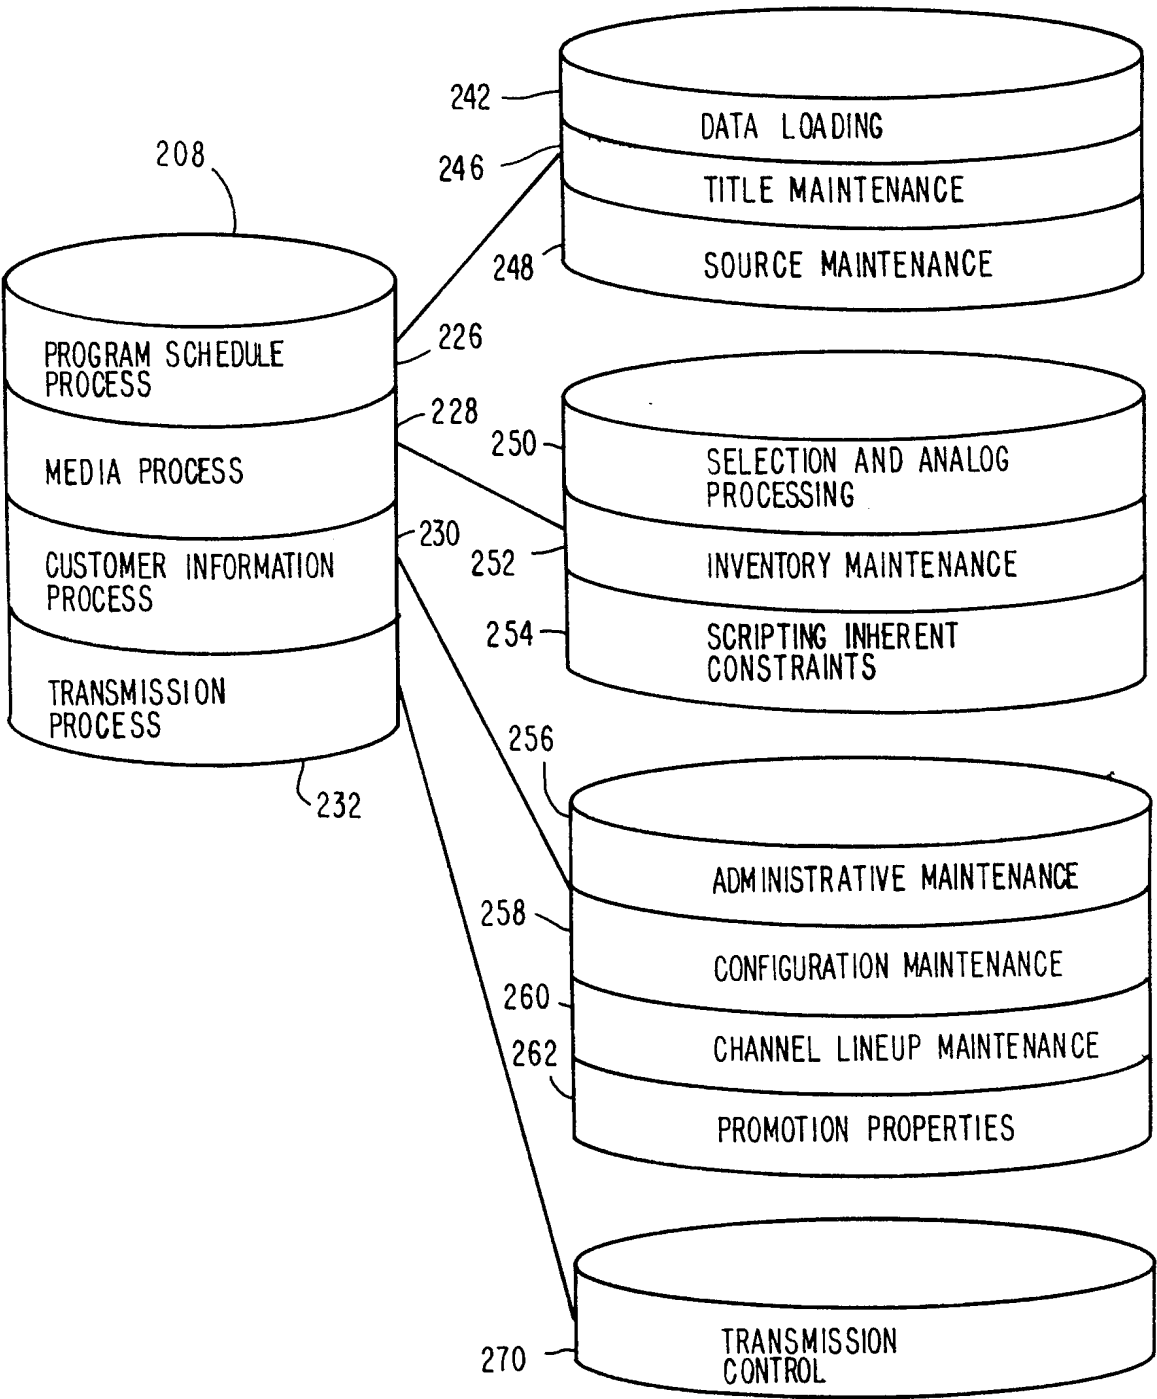 208
PROGRAM SCHEDULE
PROCESS
226
MEDIA PROCESS
228
CUSTOMER INFORMATION
PROCESS
230
TRANSMISSION
PROCESS
232
242
DATA LOADING
246
TITLE MAINTENANCE
248
SOURCE MAINTENANCE
250
SELECTION AND ANALOG
PROCESSING
252
INVENTORY MAINTENANCE
254
SCRIPTING INHERENT
CONSTRAINTS
256
ADMINISTRATIVE MAINTENANCE
258
CONFIGURATION MAINTENANCE
260
CHANNEL LINEUP MAINTENANCE
262
PROMOTION PROPERTIES
270
TRANSMISSION
CONTROL